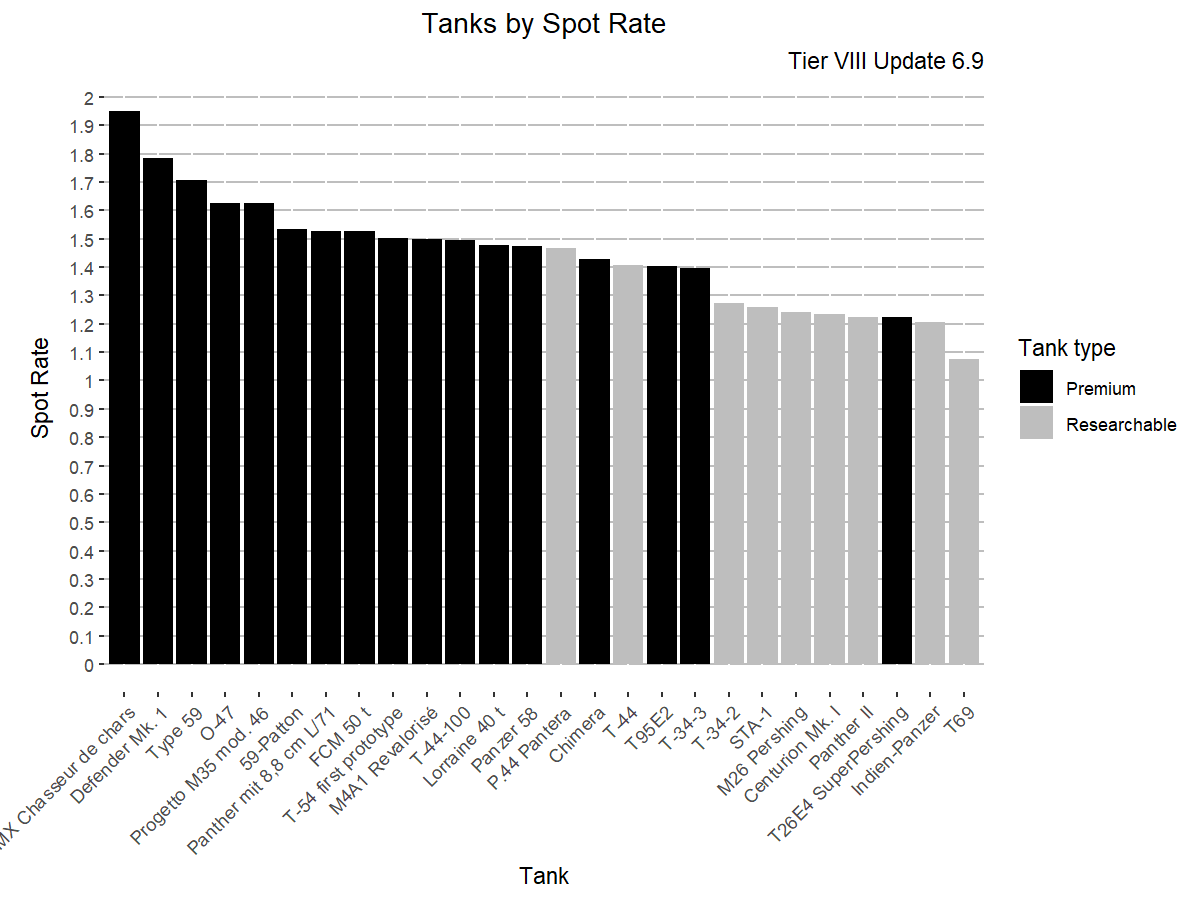 Tanks by Spot Rate
Tier VIII Update 6.9
2
1.9
1.8
1.7
1.6
1.5
1.4
1.3
1.2
1.1
1
0.9
0.8
0.7
0.6
0.5
0.4
0.3
0.2
0.1
0
Spot Rate
MX Chasseur de chars
Defender Mk. 1
Type 59
O-47
Progetto M35 mod. 46
59-Patton
Panther mit 8,8 cm L/71
FCM 50 t
T-54 first prototype
M4A1 Revalorisé
T-44-100
Lorraine 40 t
Panzer 58
P.44 Pantera
Chimera
T-44
T95E2
T-34-3
T-34-2
STA-1
M26 Pershing
Centurion Mk. I
Panther II
T26E4 SuperPershing
Indien-Panzer
T69
Tank
Tank type
Premium
Researchable